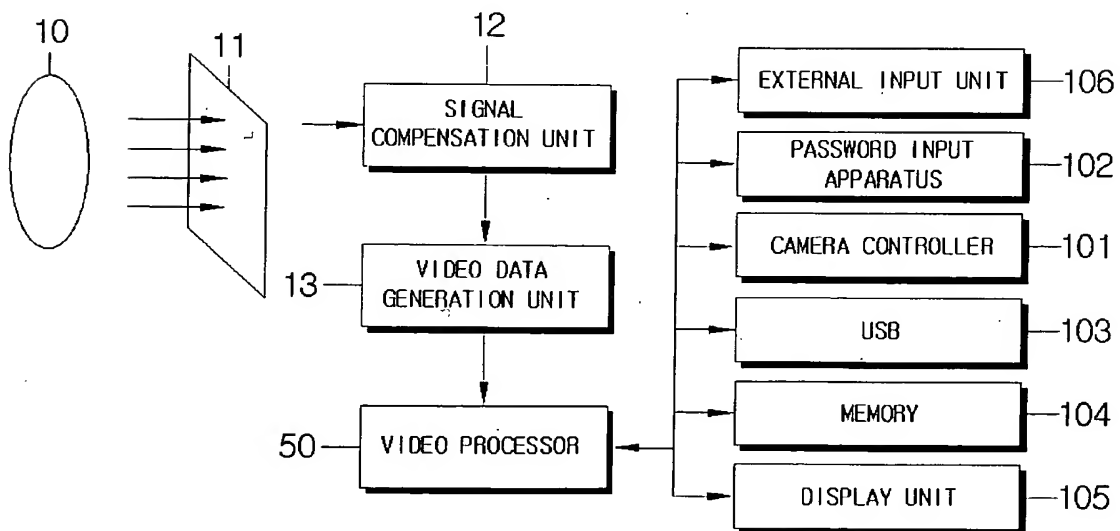 10
11
12
SIGNAL
COMPENSATION UNIT
13
VIDEO DATA
GENERATION UNIT
50
VIDEO PROCESSOR
EXTERNAL INPUT UNIT
106
PASSWORD INPUT
APPARATUS
102
CAMERA CONTROLLER
101
USB
103
MEMORY
104
DISPLAY UNIT
105